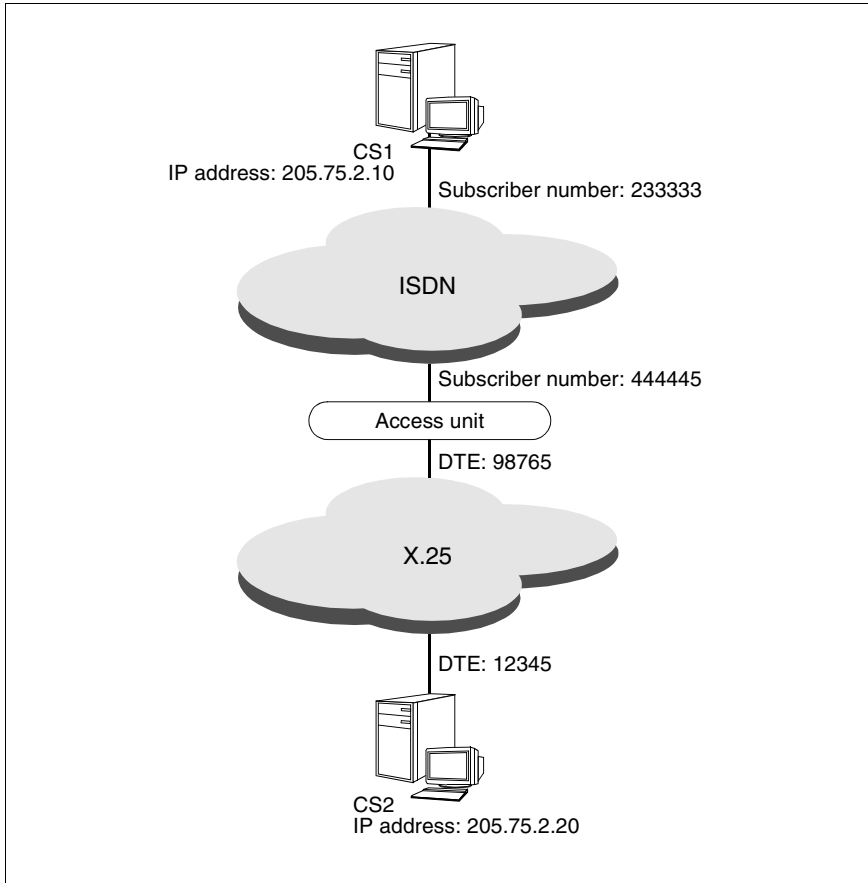 CS1
IP address: 205.75.2.10
Subscriber number: 233333
ISDN
Subscriber number: 444445
Access unit
DTE: 98765
X.25
DTE: 12345
CS2
IP address: 205.75.2.20